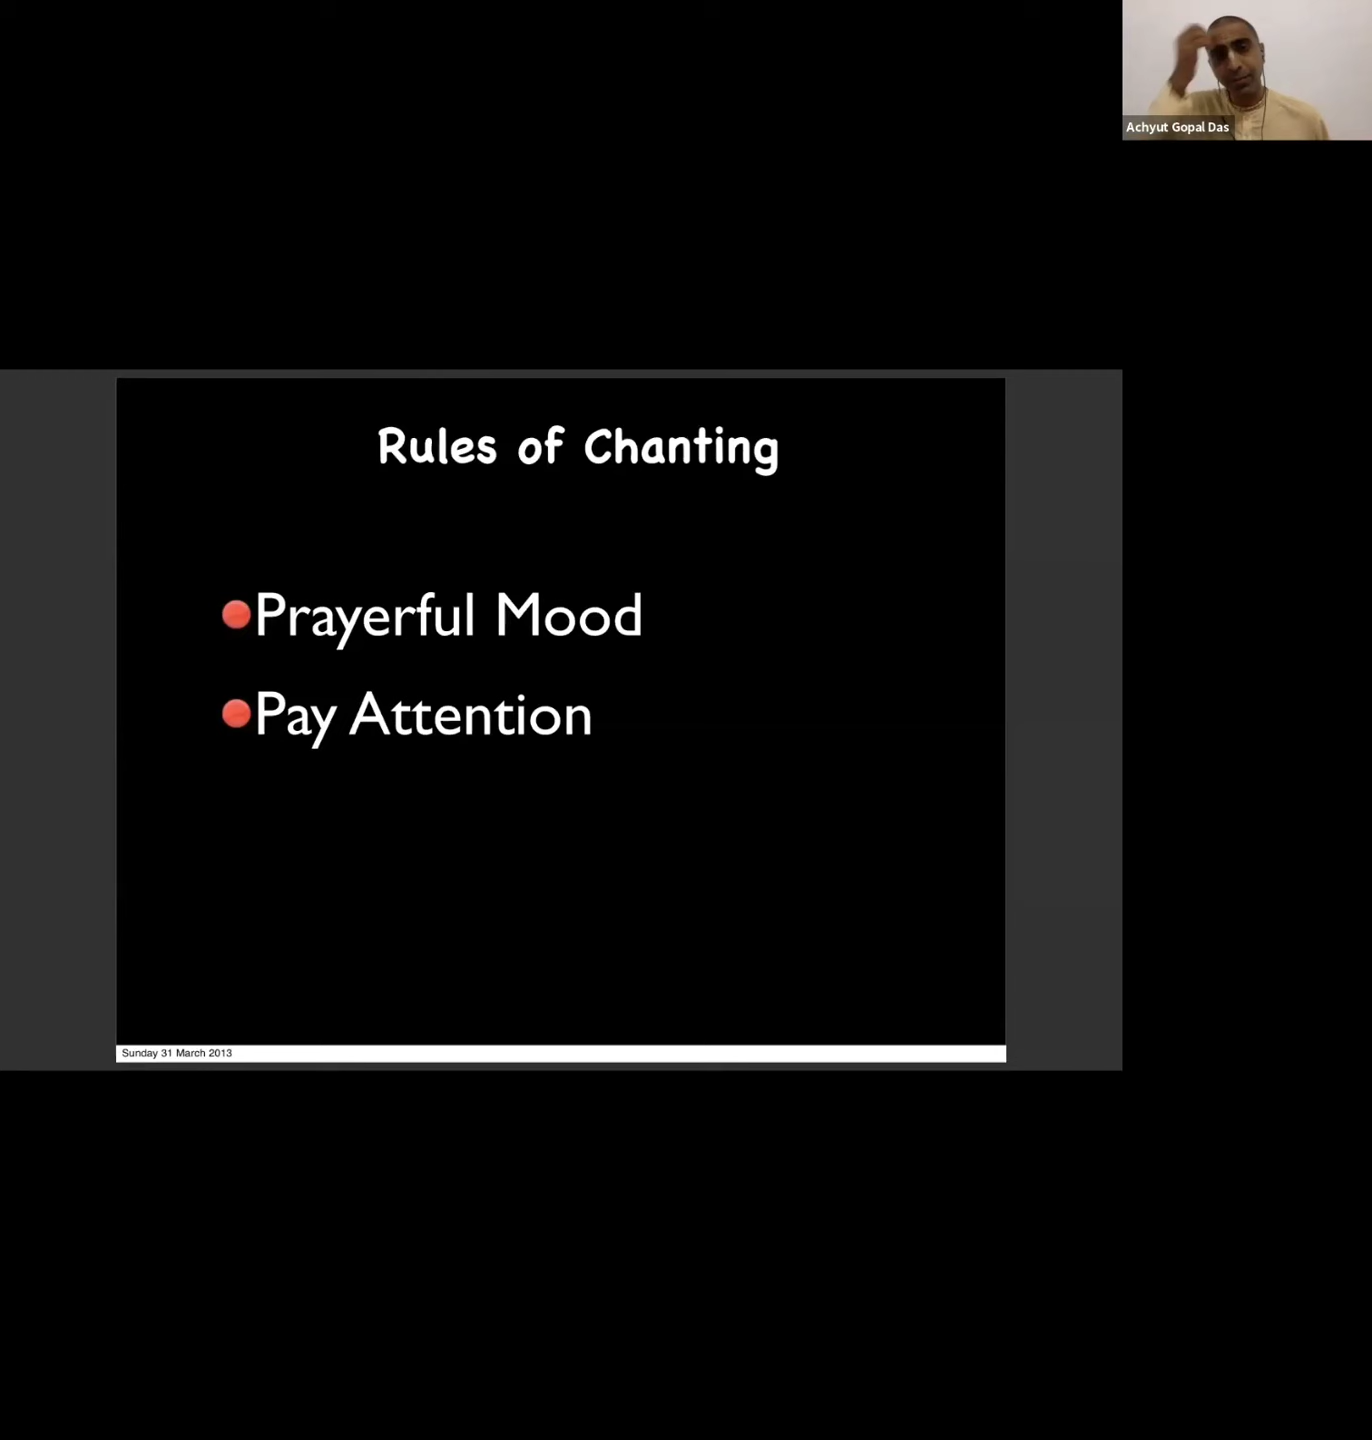 Achyut Gopal Das
Rules of Chanting
Prayerful Mood
Pay Attention
Sunday 31 March 2013